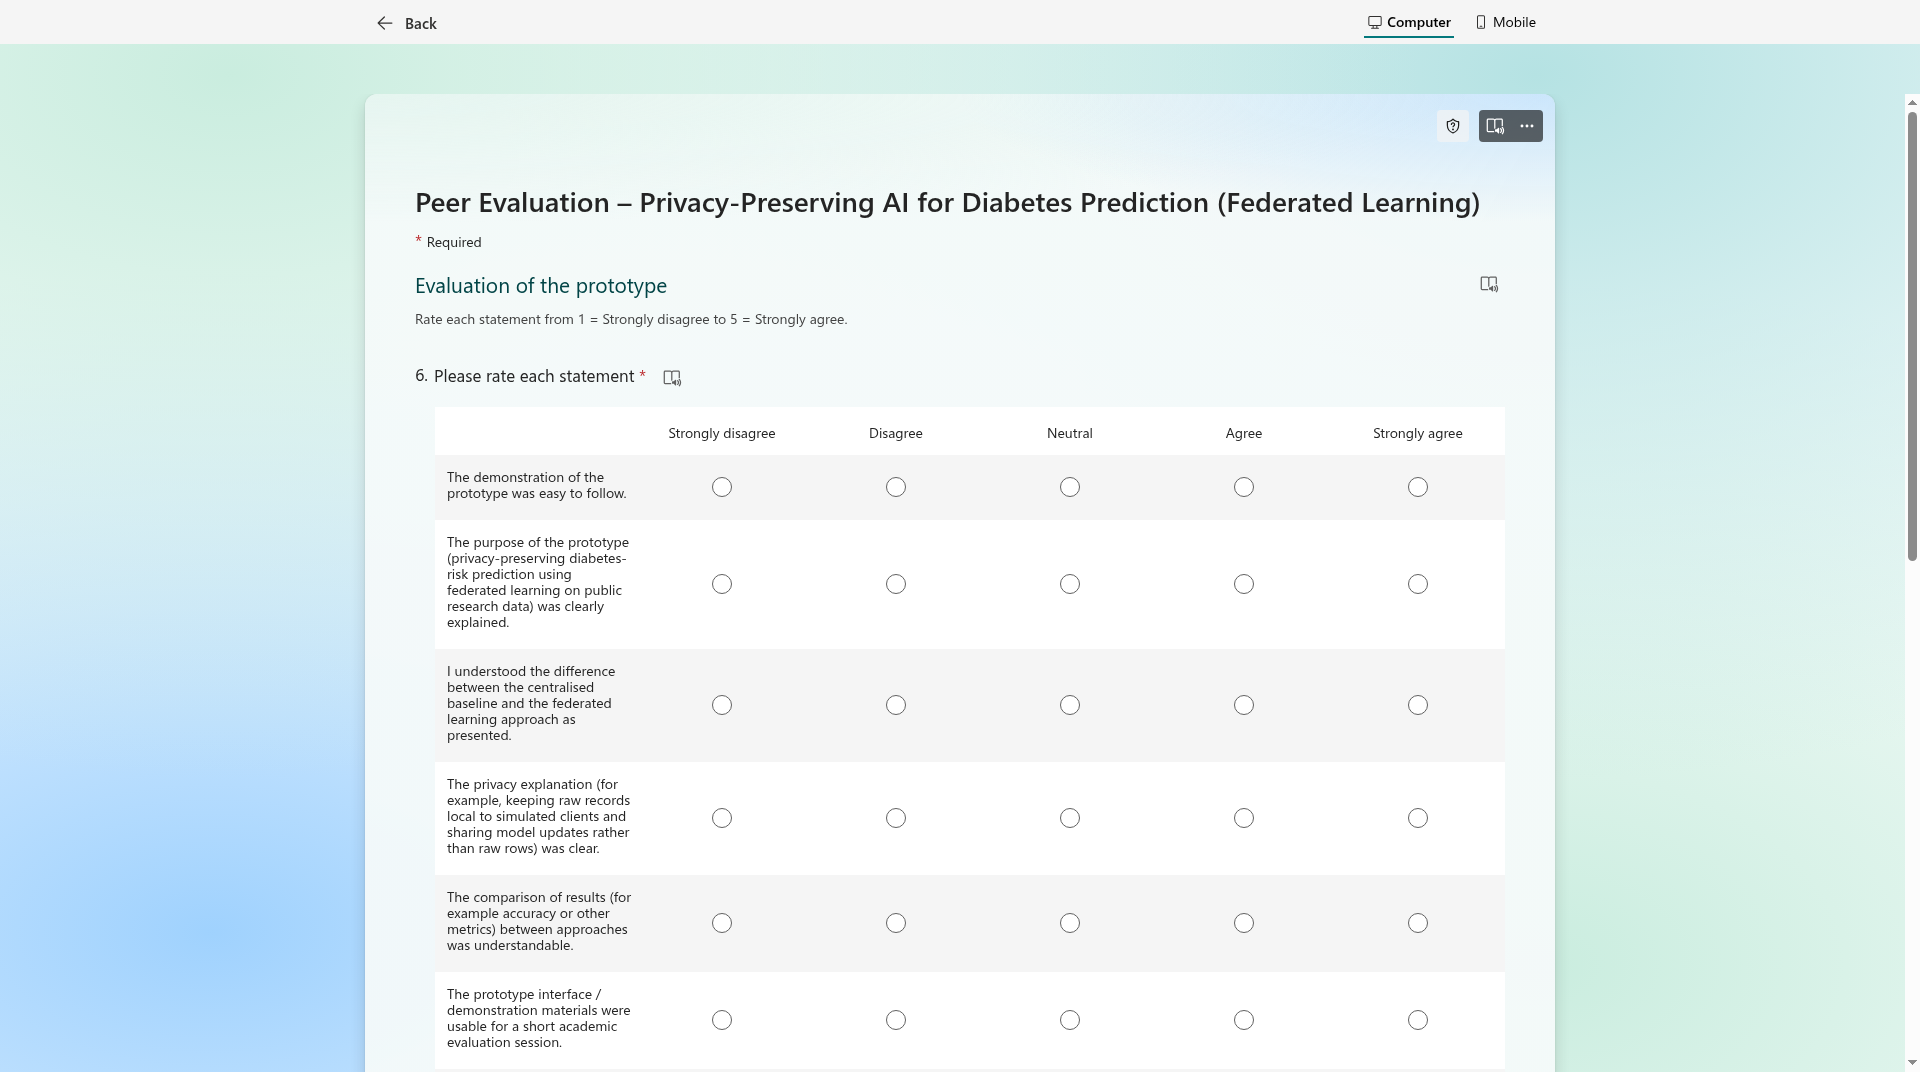 Back
Computer
Mobile
Peer Evaluation – Privacy-Preserving AI for Diabetes Prediction (Federated Learning)
* Required
Evaluation of the prototype
Rate each statement from 1 = Strongly disagree to 5 = Strongly agree.
6. Please rate each statement *
Strongly disagree Disagree Neutral Agree Strongly agree
The demonstration of the
prototype was easy to follow.
The purpose of the prototype
(privacy-preserving diabetes-
risk prediction using
federated learning on public
research data) was clearly
explained.
I understood the difference
between the centralised
baseline and the federated
learning approach as
presented.
The privacy explanation (for
example, keeping raw records
local to simulated clients and
sharing model updates rather
than raw rows) was clear.
The comparison of results (for
example accuracy or other
metrics) between approaches
was understandable.
The prototype interface /
demonstration materials were
usable for a short academic
evaluation session.